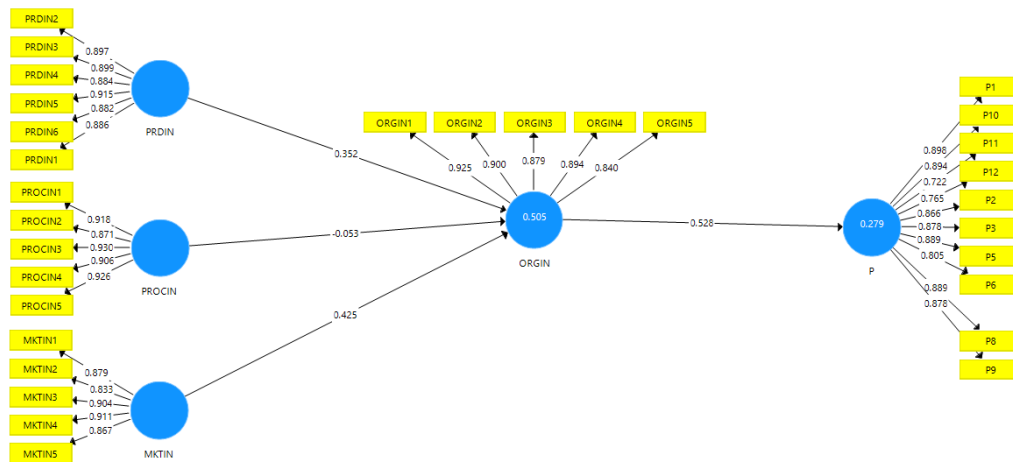 PRDIN2
PRDIN3
PRDIN4
PRDIN5
PRDIN6
PRDIN1
0.897
0.899
0.884
0.915
0.882
0.886
PRDIN
PROCIN1
PROCIN2
PROCIN3
PROCIN4
PROCIN5
0.918
0.871
0.930
0.906
0.926
PROCIN
MKTIN1
MKTIN2
MKTIN3
MKTIN4
MKTIN5
0.879
0.833
0.904
0.911
0.867
MKTIN
0.352
-0.053
0.425
ORGIN1 ORGIN2 ORGIN3 ORGIN4 ORGIN5
0.925 0.900 0.879 0.894 0.840
0.505
ORGIN
0.528
0.279
P
0.898
0.894
0.722
0.765
0.866
0.878
0.889
0.805
0.889
0.878
P1
P10
P11
P12
P2
P3
P5
P6
P8
P9